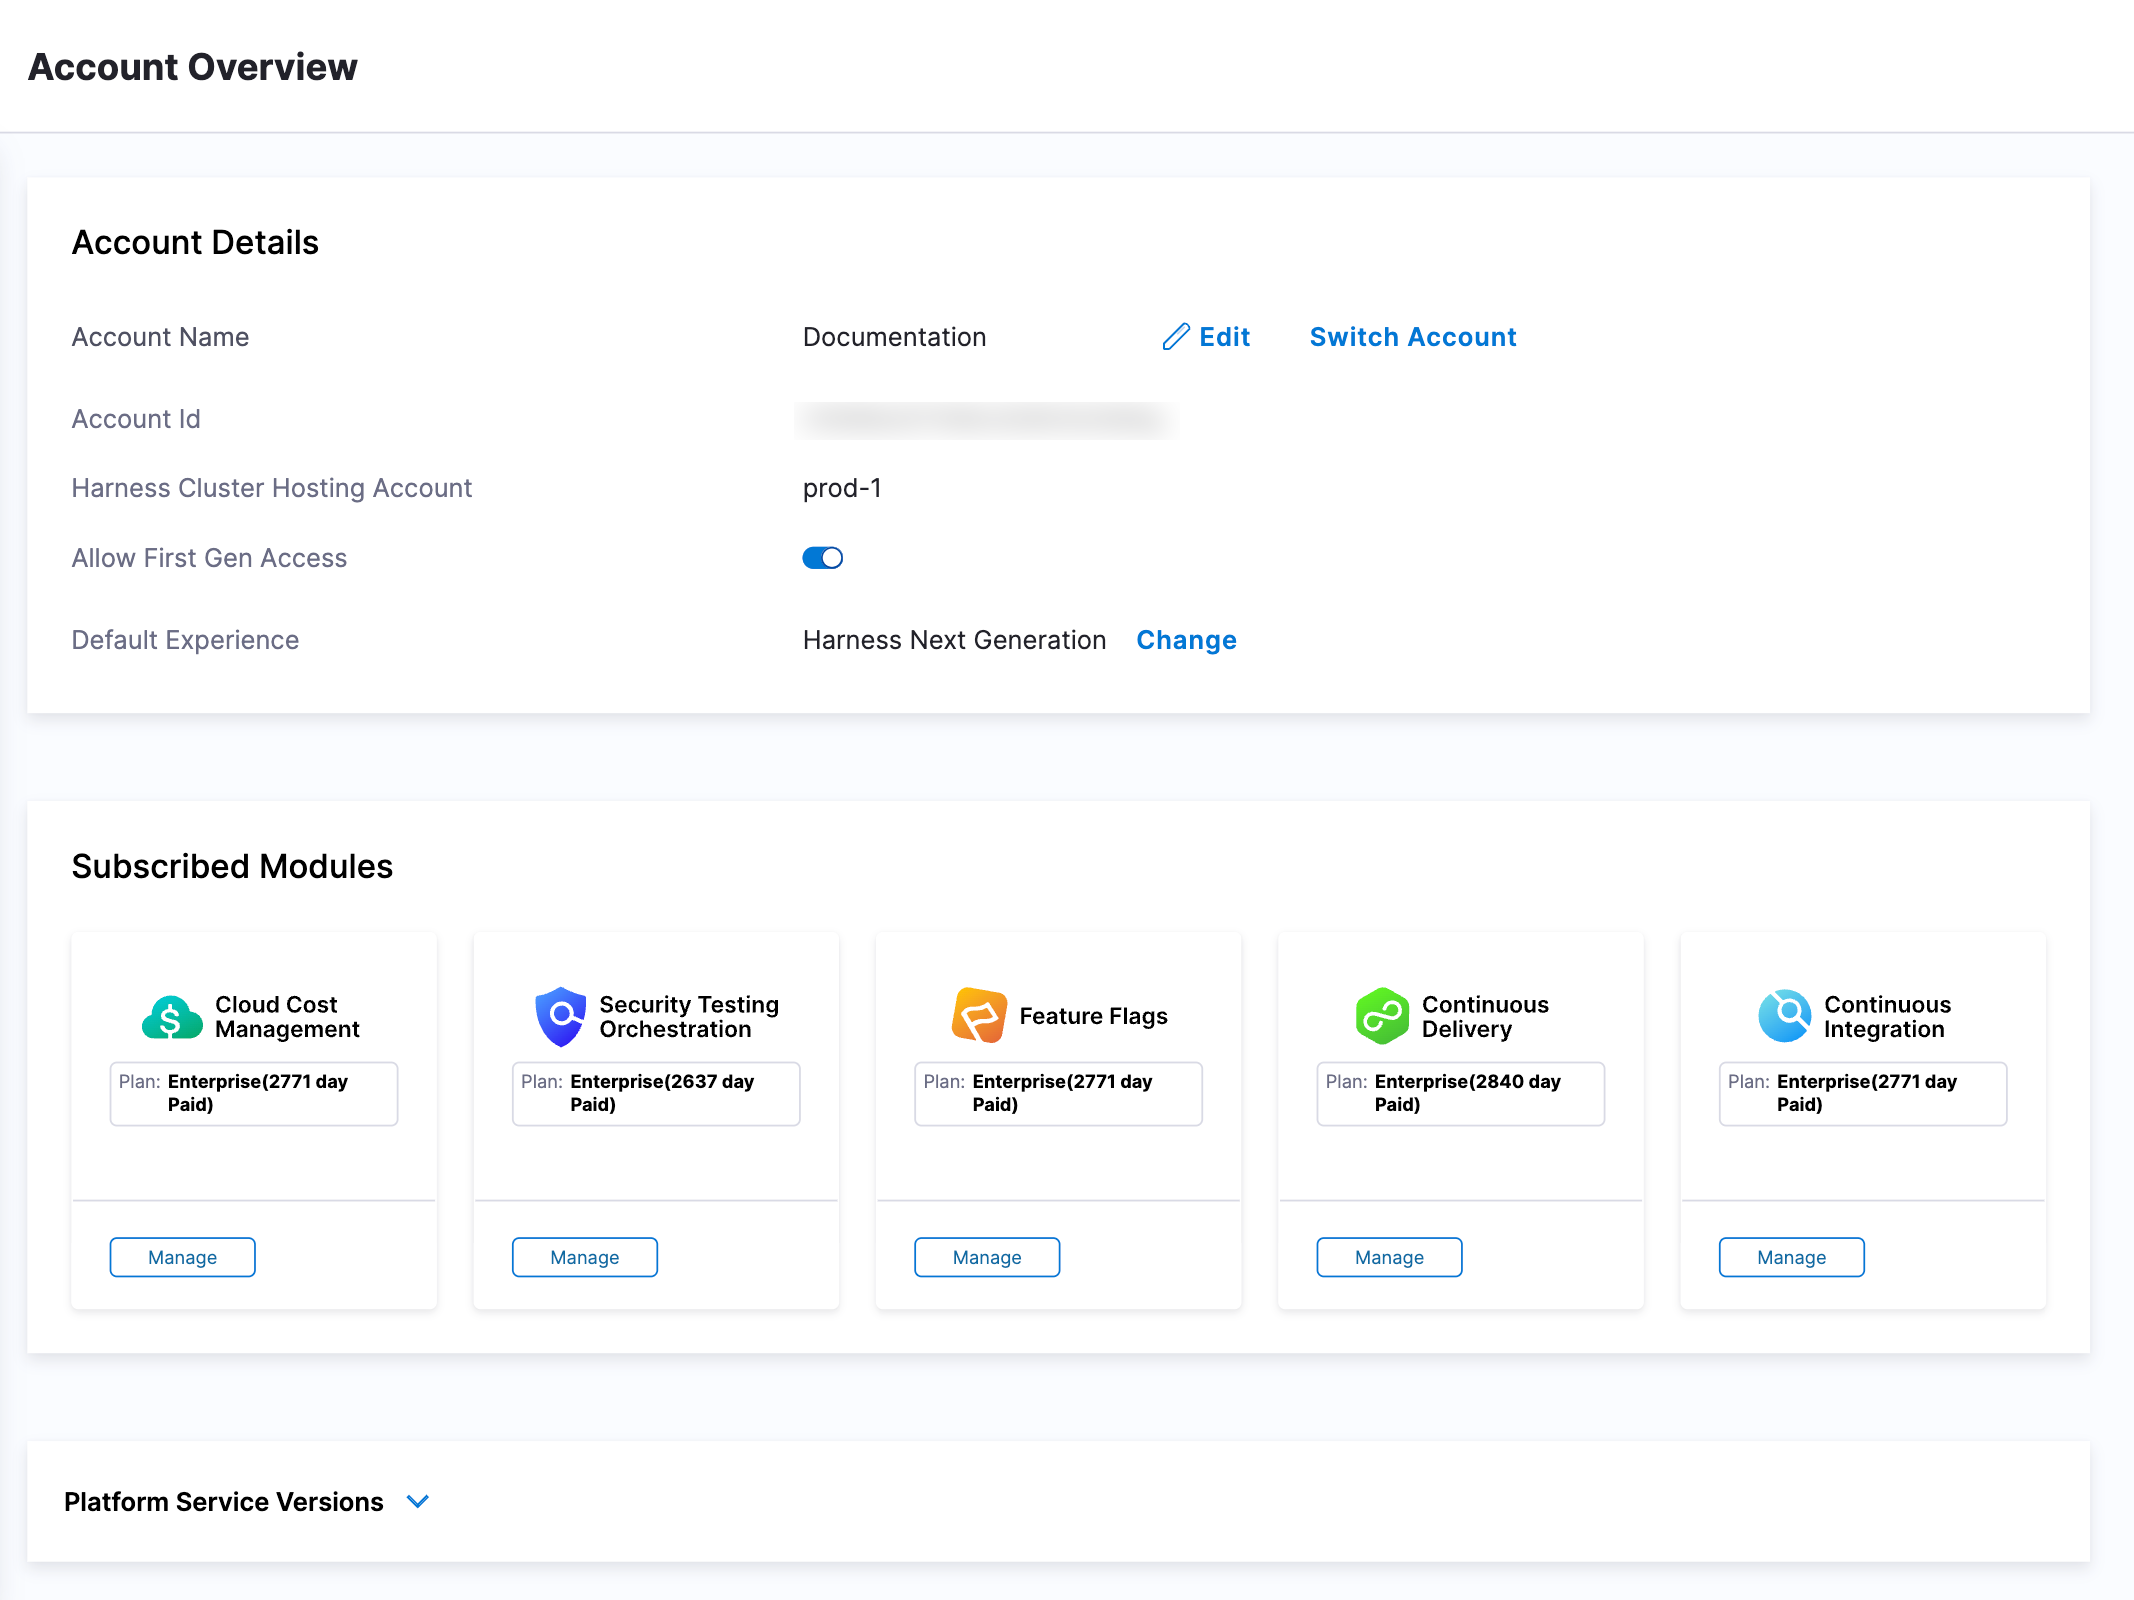 Account Overview
Account Details
Account Name
Documentation
Edit
Switch Account
Account Id
Harness Cluster Hosting Account
prod-1
Allow First Gen Access
Default Experience
Harness Next Generation
Change
Subscribed Modules
Cloud Cost
Management
Plan: Enterprise(2771 day
Paid)
Manage
Security Testing
Orchestration
Plan: Enterprise(2637 day
Paid)
Manage
Feature Flags
Plan: Enterprise(2771 day
Paid)
Manage
Continuous
Delivery
Plan: Enterprise(2840 day
Paid)
Manage
Continuous
Integration
Plan: Enterprise(2771 day
Paid)
Manage
Platform Service Versions